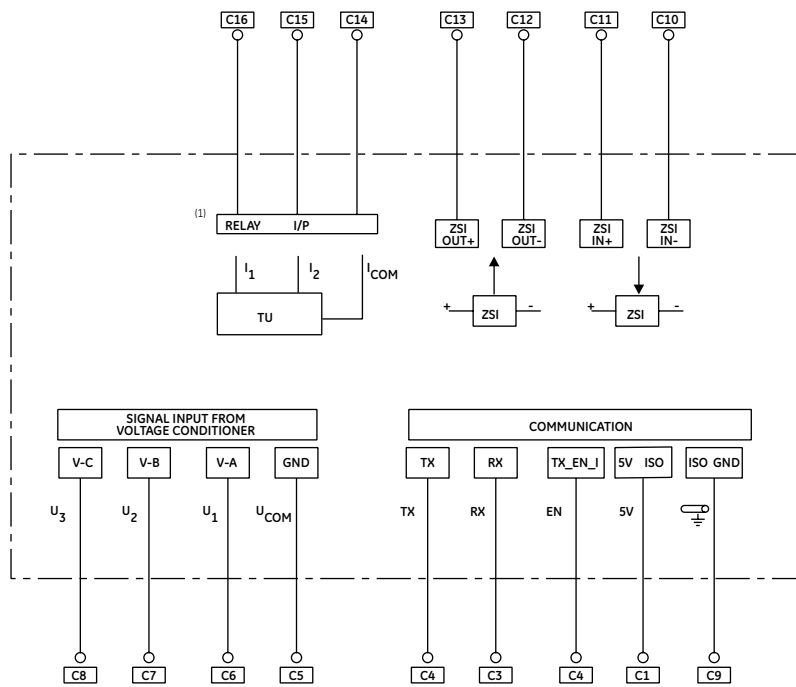 C16 C15 C14 C13 C12 C11 C10
(1)
RELAY I/P
ZSI
OUT+
ZSI
OUT-
ZSI
IN+
ZSI
IN-
I1 I2 ICOM
TU
+ ZSI -
+ ZSI -
SIGNAL INPUT FROM
VOLTAGE CONDITIONER
COMMUNICATION
V-C V-B V-A GND TX RX TX_EN_I 5V ISO ISO GND
U3 U2 U1 UCOM TX RX EN 5V
C8 C7 C6 C5 C4 C3 C4 C1 C9